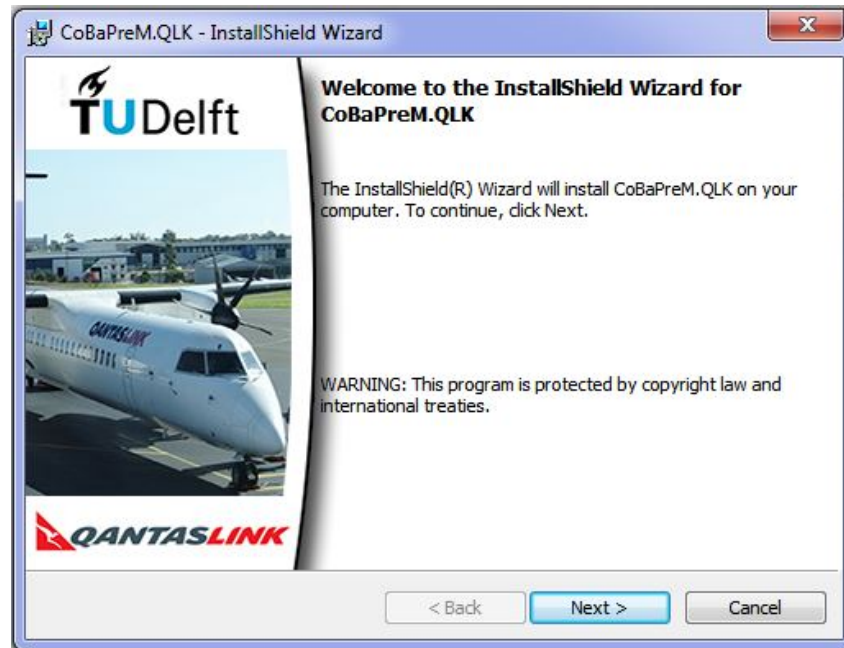 CoBaPreM.QLK - InstallShield Wizard
TUDelft
Welcome to the InstallShield Wizard for
CoBaPreM.QLK
The InstallShield(R) Wizard will install CoBaPreM.QLK on your
computer. To continue, click Next.
QANTASLINK
WARNING: This program is protected by copyright law and
international treaties.
QANTASLINK
< Back
Next >
Cancel